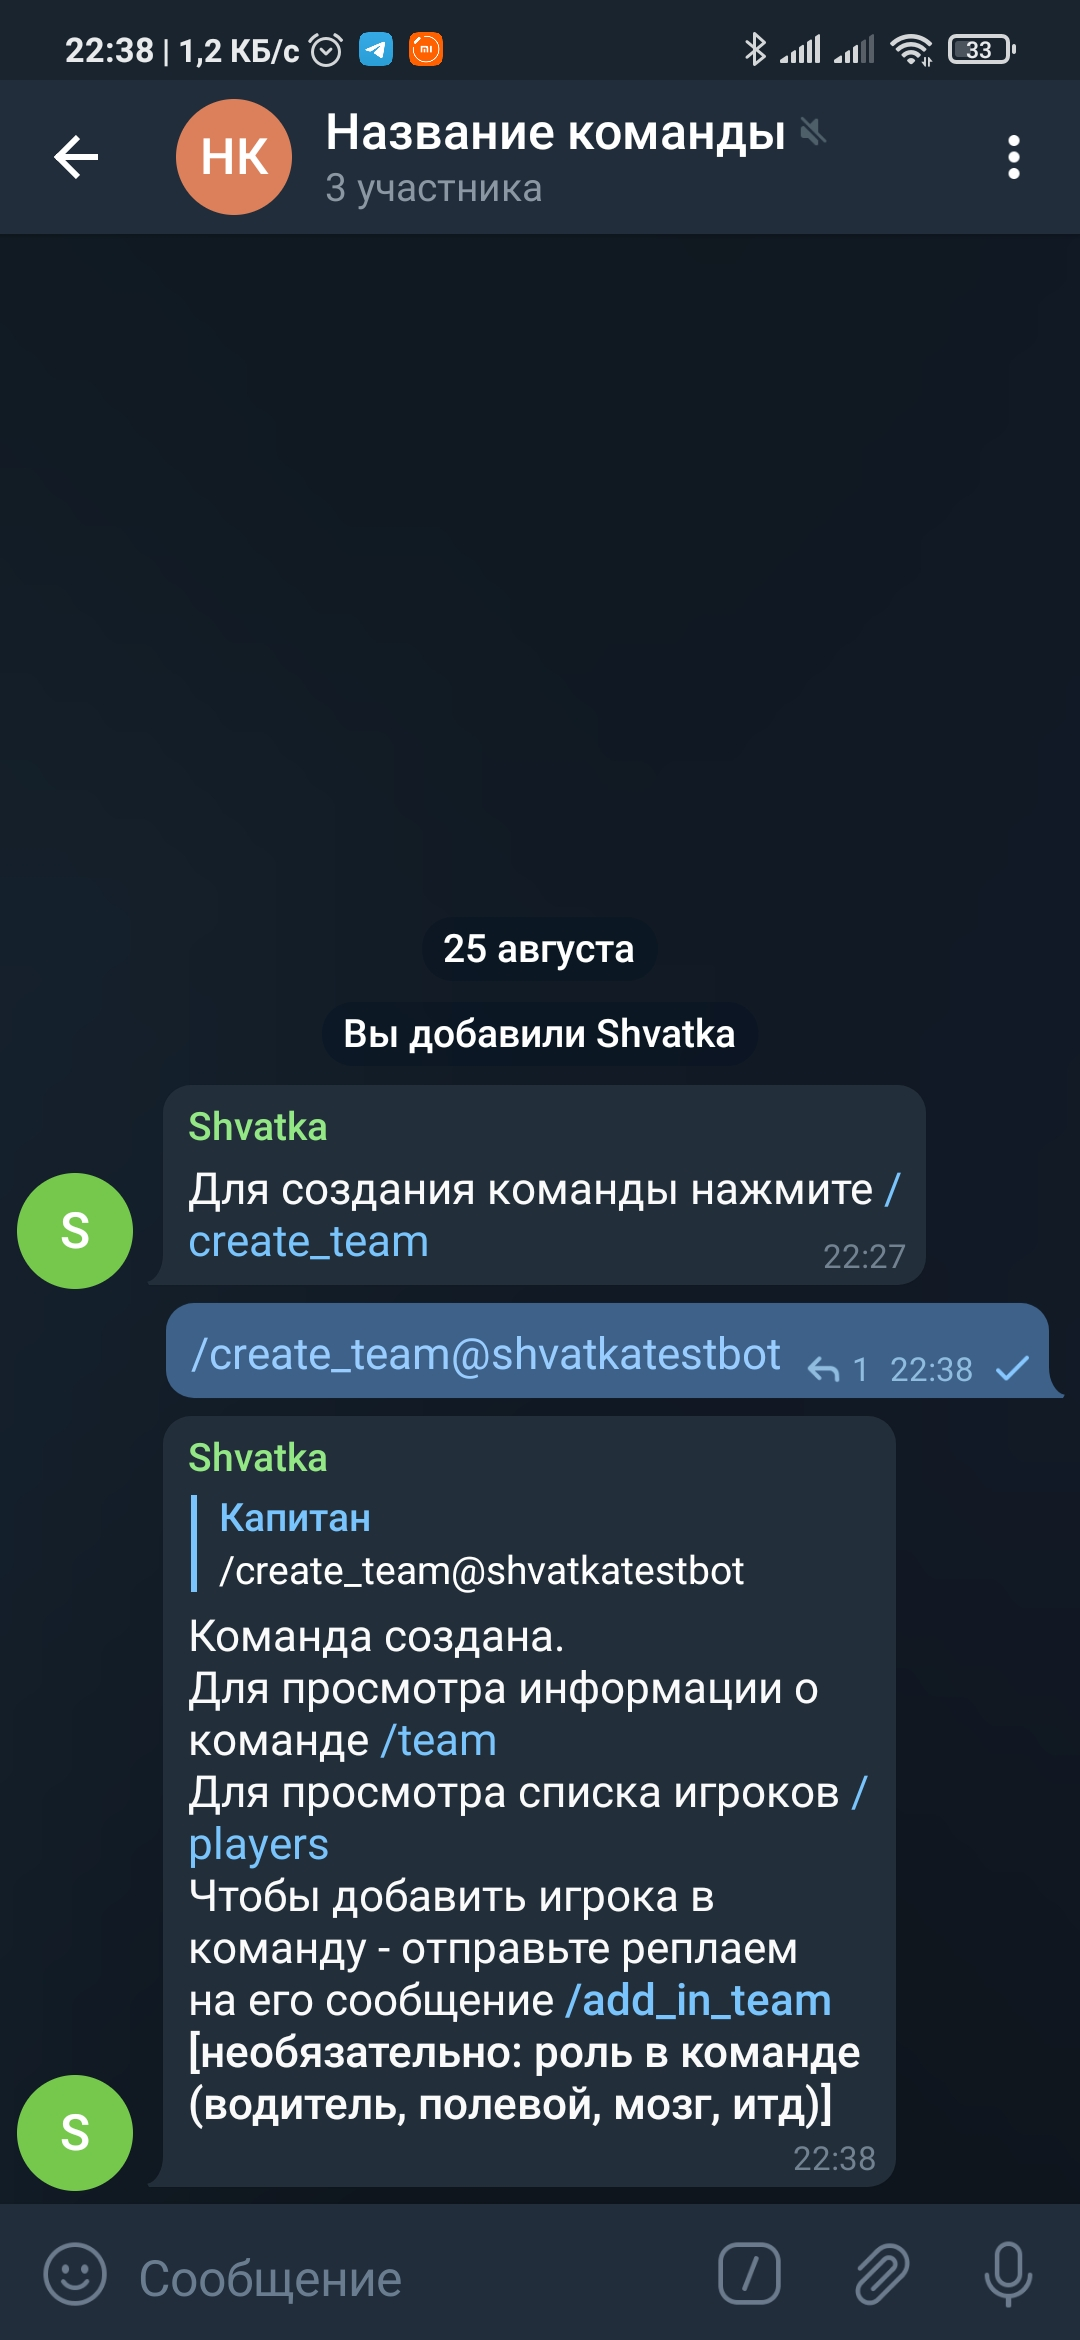 22:38 | 1,2 КБ/с
33
НК
Название команды
3 участника
25 августа
Вы добавили Shvatka
Shvatka
Для создания команды нажмите /
create_team
22:27
S
/create_team@shvatkatestbot
1 22:38
Shvatka
Капитан
/create_team@shvatkatestbot
Команда создана.
Для просмотра информации о
команде /team
Для просмотра списка игроков /
players
Чтобы добавить игрока в
команду - отправьте реплаем
на его сообщение /add_in_team
[необязательно: роль в команде
(водитель, полевой, мозг, итд)]
22:38
S
Сообщение